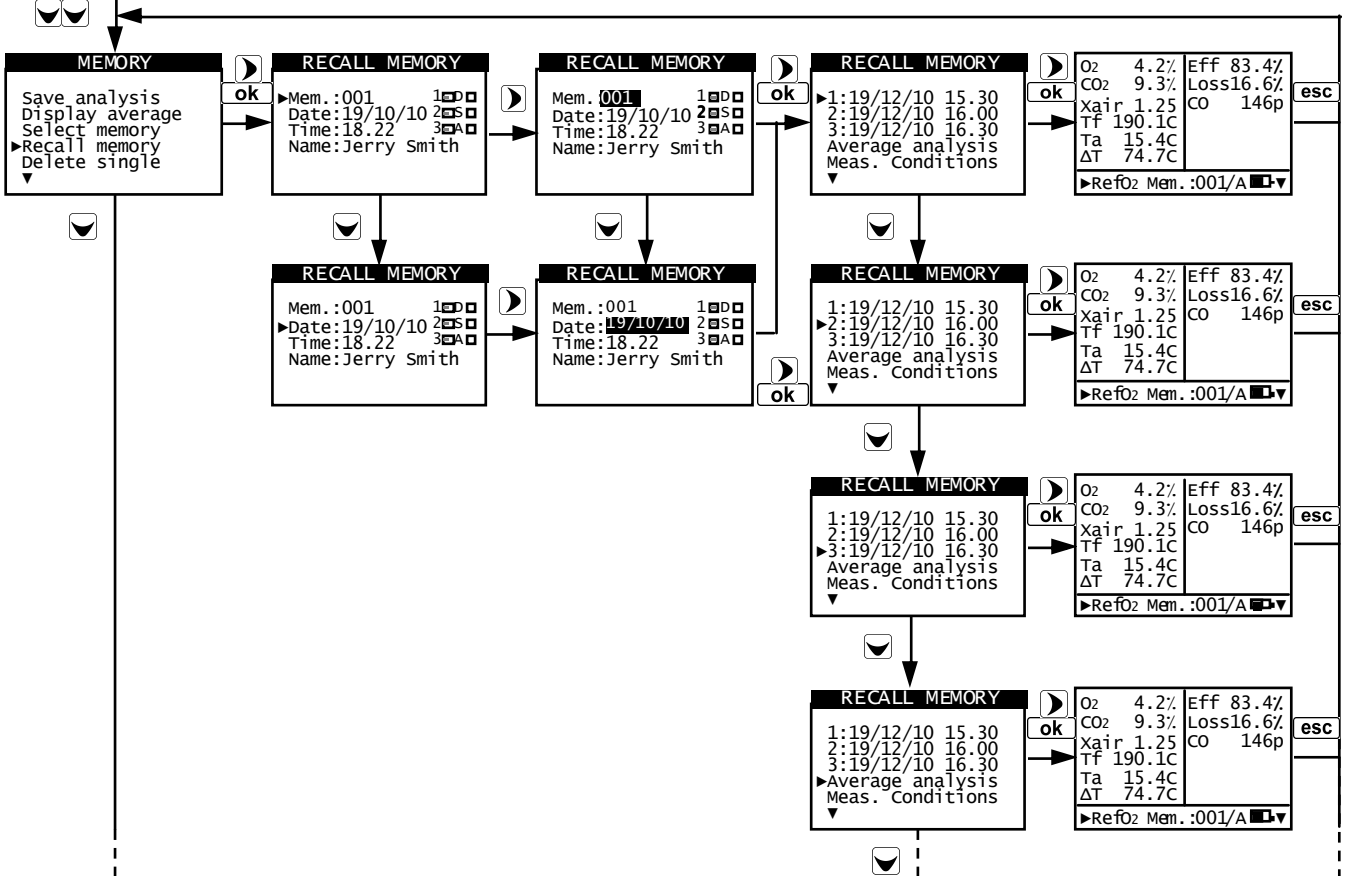 MEMORY
Save analysis
Display average
Select memory
►Recall memory
Delete single
▼
ok
RECALL MEMORY
►Mem.:001 1 D
Date:19/10/10 2 S
Time:18.22 3 A
Name:Jerry Smith
RECALL MEMORY
Mem.:001 1 D
Date:19/10/10 2 S
Time:18.22 3 A
Name:Jerry Smith
ok
RECALL MEMORY
►1:19/12/10 15.30
2:19/12/10 16.00
3:19/12/10 16.30
Average analysis
Meas. Conditions
▼
ok
O2 4.2% Eff 83.4%
CO2 9.3% Loss16.6%
Xair 1.25 CO 146p
Tf 190.1C
Ta 15.4C
ΔT 74.7C
►RefO2 Mem.:001/A ▼
esc
RECALL MEMORY
Mem.:001 1 D
►Date:19/10/10 2 S
Time:18.22 3 A
Name:Jerry Smith
RECALL MEMORY
Mem.:001 1 D
Date:19/10/10 2 S
Time:18.22 3 A
Name:Jerry Smith
ok
RECALL MEMORY
1:19/12/10 15.30
►2:19/12/10 16.00
3:19/12/10 16.30
Average analysis
Meas. Conditions
▼
ok
O2 4.2% Eff 83.4%
CO2 9.3% Loss16.6%
Xair 1.25 CO 146p
Tf 190.1C
Ta 15.4C
ΔT 74.7C
►RefO2 Mem.:001/A ▼
esc
RECALL MEMORY
1:19/12/10 15.30
2:19/12/10 16.00
►3:19/12/10 16.30
Average analysis
Meas. Conditions
▼
ok
O2 4.2% Eff 83.4%
CO2 9.3% Loss16.6%
Xair 1.25 CO 146p
Tf 190.1C
Ta 15.4C
ΔT 74.7C
►RefO2 Mem.:001/A ▼
esc
RECALL MEMORY
1:19/12/10 15.30
2:19/12/10 16.00
3:19/12/10 16.30
►Average analysis
Meas. Conditions
▼
ok
O2 4.2% Eff 83.4%
CO2 9.3% Loss16.6%
Xair 1.25 CO 146p
Tf 190.1C
Ta 15.4C
ΔT 74.7C
►RefO2 Mem.:001/A ▼
esc